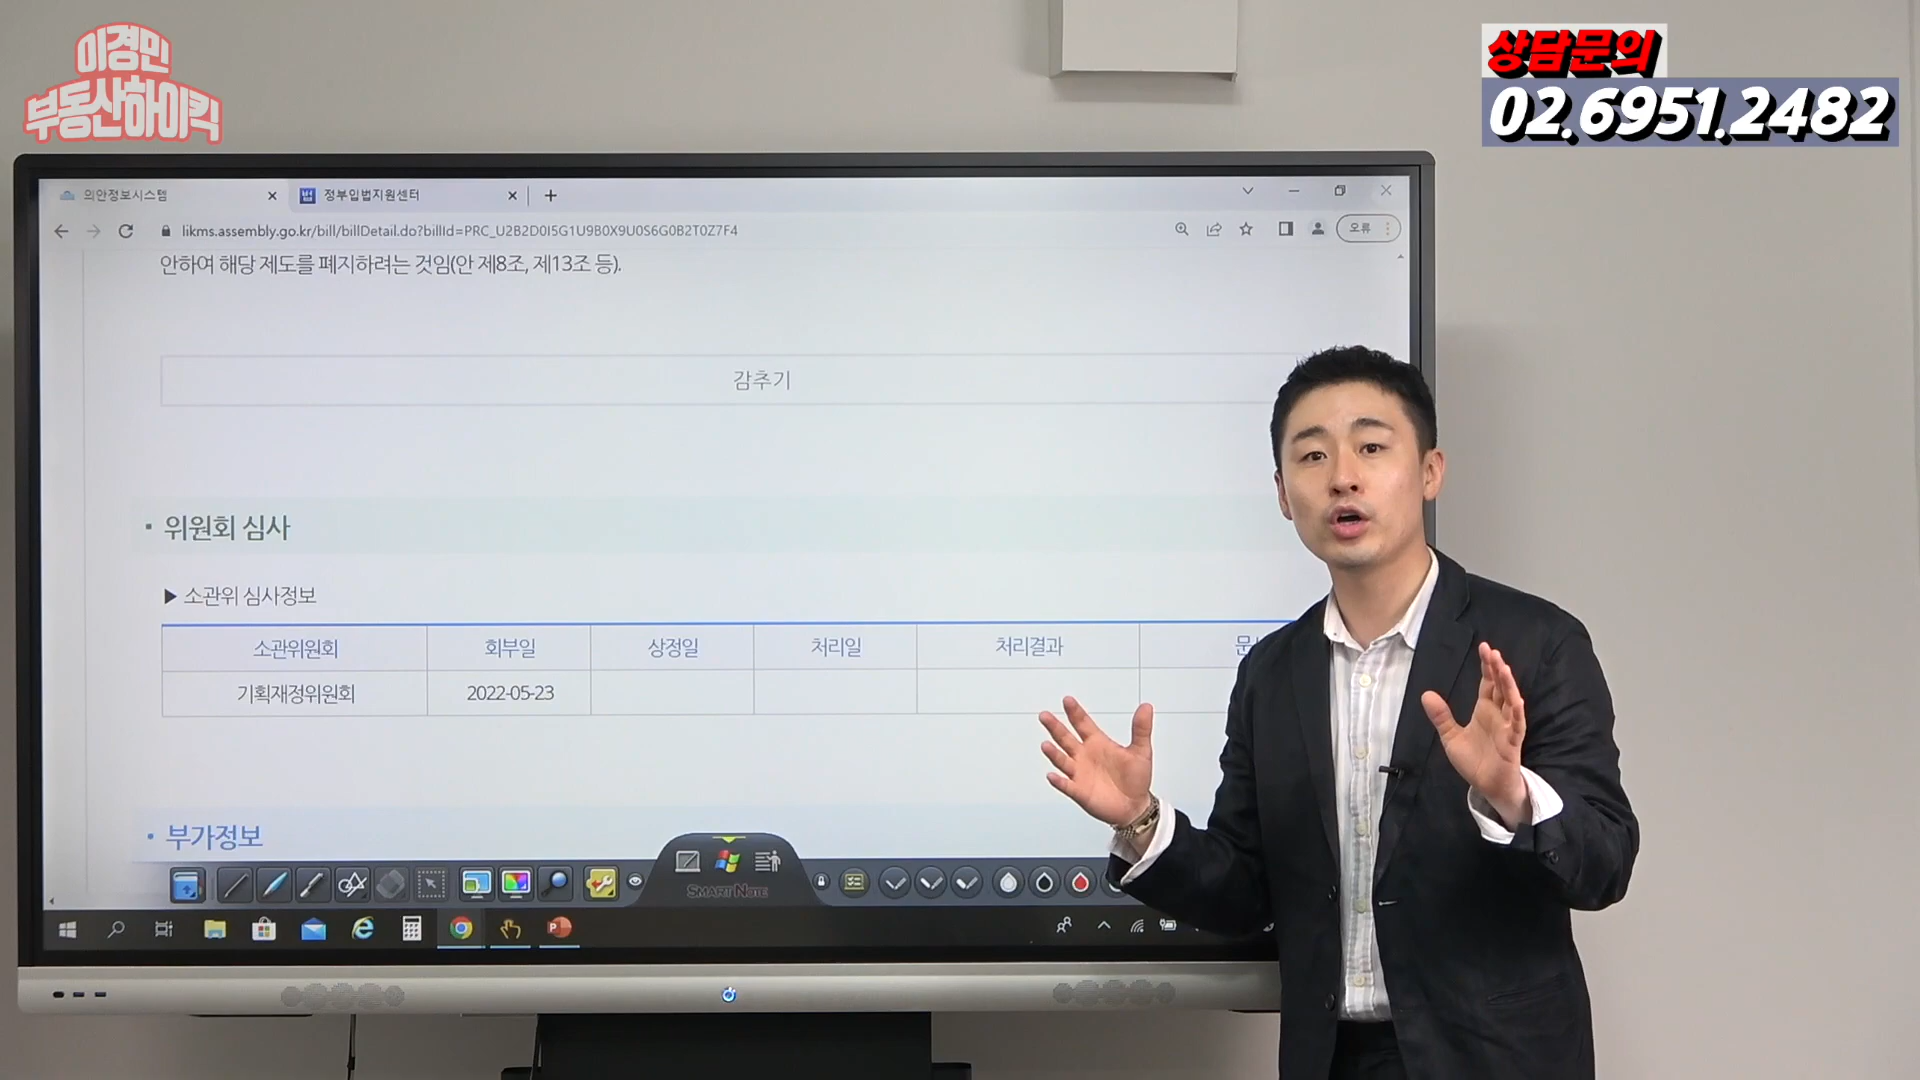 이경민
부동산하이킥
상담문의
02.6951.2482
의안정보시스템
정부입법지원센터
likms.assembly.go.kr/bill/billDetail.do?billId=PRC_U2B2D0I5G1U9B0X9U0S6G0B2T0Z7F4
오류
안하여 해당 제도를 폐지하려는 것임(안 제8조, 제13조 등).
감추기
위원회 심사
▶ 소관위 심사정보
소관위원회 회부일 상정일 처리일 처리결과
기획재정위원회 2022-05-23
부가정보
SMART NOTE